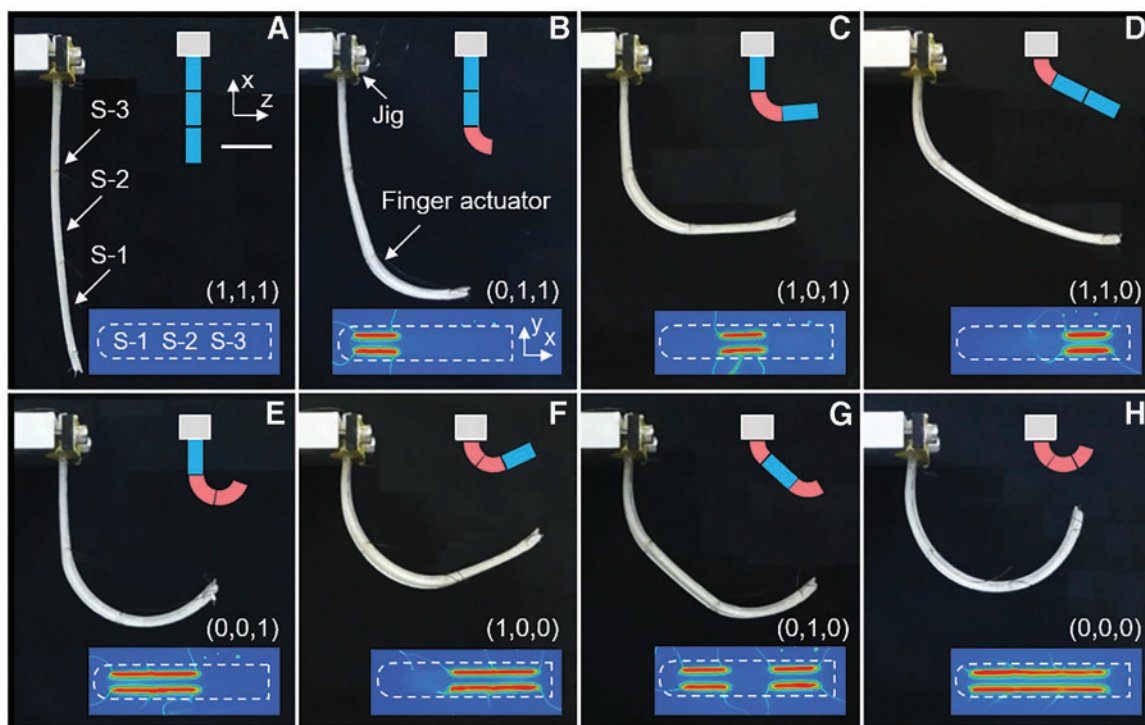 A
S-3
x
z
S-2
S-1
(1,1,1)
S-1 S-2 S-3
B
Jig
Finger actuator
(0,1,1)
y
x
C
(1,0,1)
D
(1,1,0)
E
(0,0,1)
F
(1,0,0)
G
(0,1,0)
H
(0,0,0)